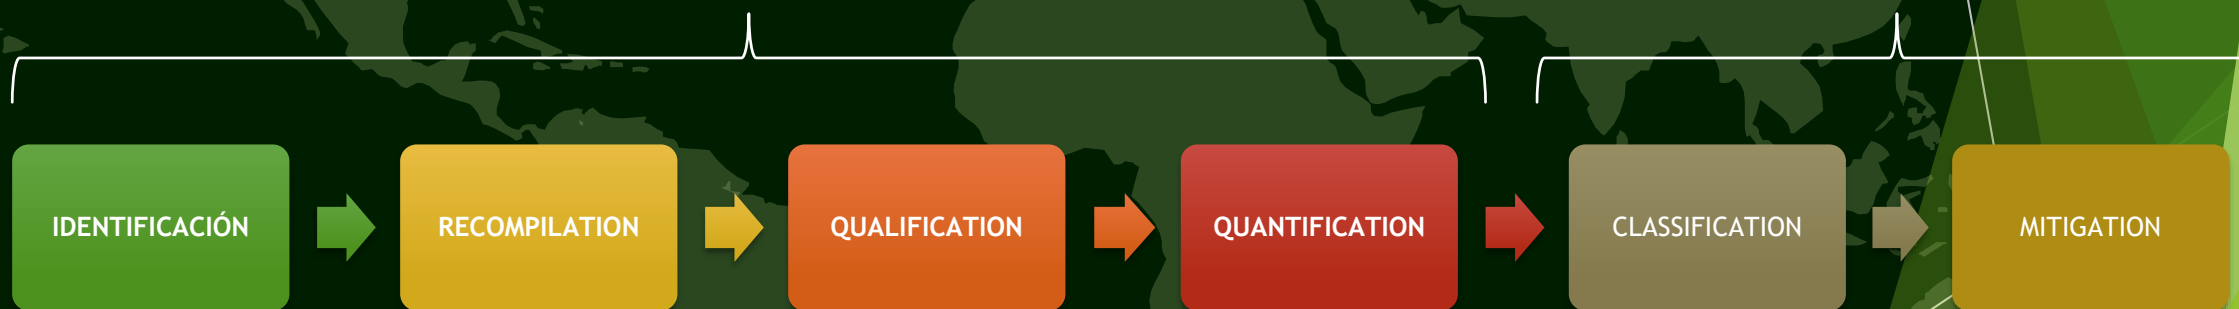 IDENTIFICACIÓN
RECOMPILATION
QUALIFICATION
QUANTIFICATION
CLASSIFICATION
MITIGATION